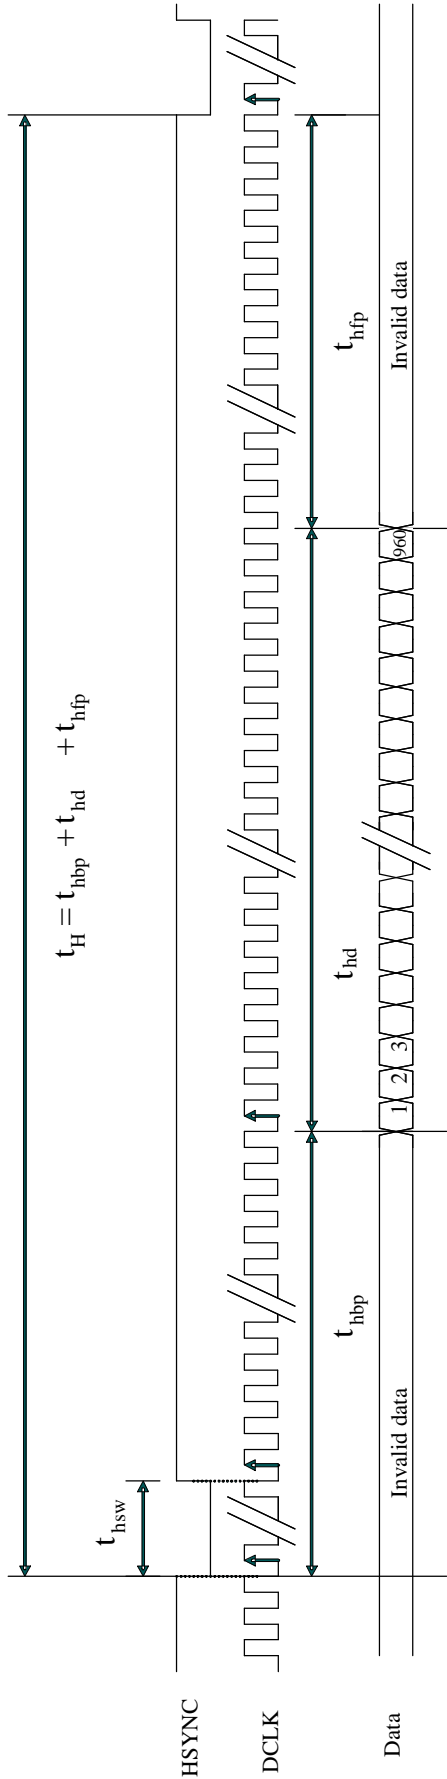 t_H = t_hbp + t_hd + t_hfp
t_hsw
HSYNC
DCLK
t_hbp
t_hd
t_hfp
Data
Invalid data
1 2 3
960
Invalid data